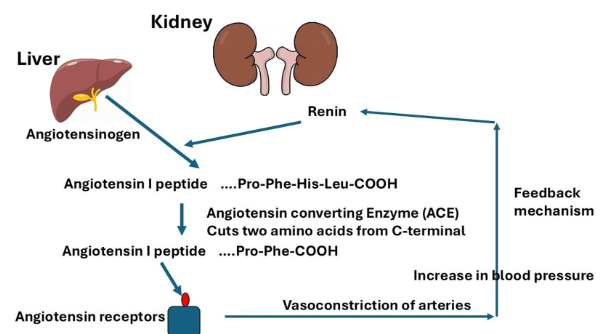 Kidney
Liver
Renin
Angiotensinogen
Angiotensin I peptide ....Pro-Phe-His-Leu-COOH
Feedback
mechanism
Angiotensin converting Enzyme (ACE)
Cuts two amino acids from C-terminal
Angiotensin I peptide ....Pro-Phe-COOH
Increase in blood pressure
Vasoconstriction of arteries
Angiotensin receptors